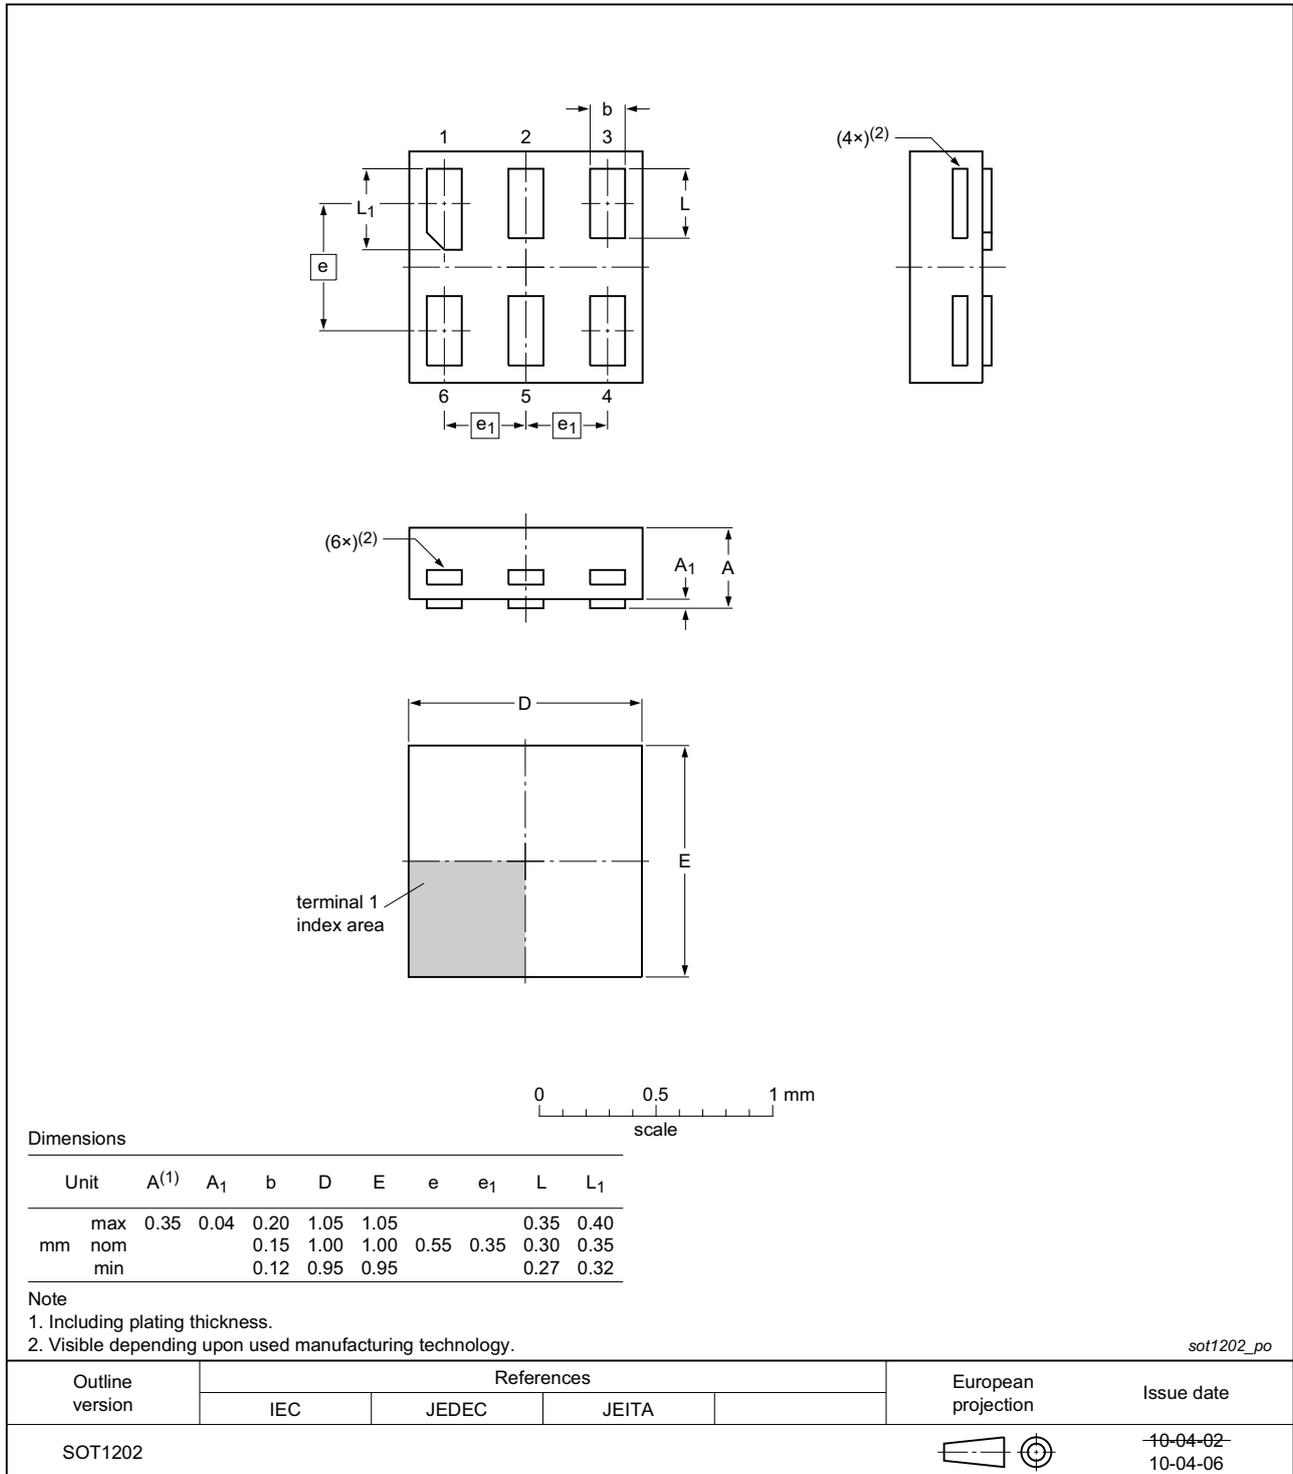 b
1 2 3
(4×)(2)
L1
L
e
6 5 4
e1 e1
(6×)(2)
A1 A
D
E
terminal 1
index area
0 0.5 1 mm
scale
Dimensions
Unit A(1) A1 b D E e e1 L L1
max 0.35 0.04 0.20 1.05 1.05 0.35 0.40
mm nom 0.15 1.00 1.00 0.55 0.35 0.30 0.35
min 0.12 0.95 0.95 0.27 0.32
Note
1. Including plating thickness.
2. Visible depending upon used manufacturing technology.
sot1202_po
Outline
version
References
IEC JEDEC JEITA
European
projection
Issue date
SOT1202
10-04-02
10-04-06